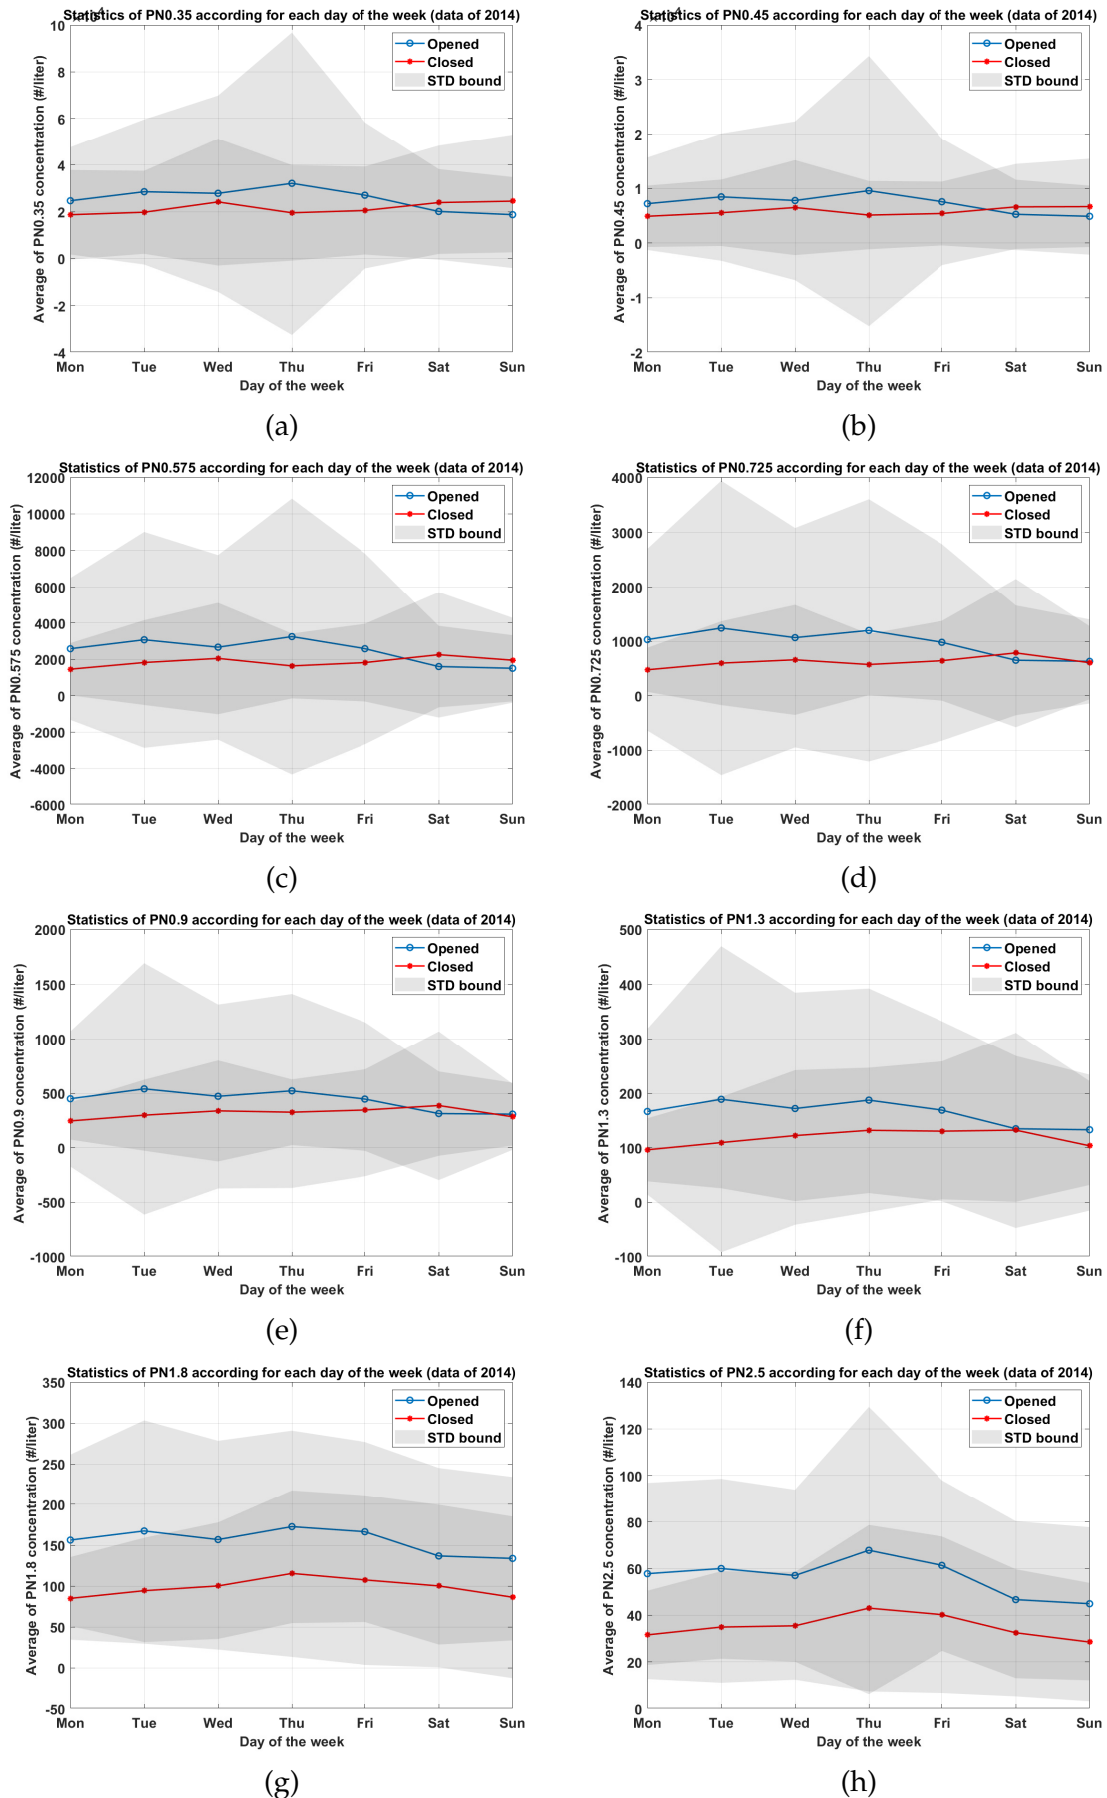 Statistics of PN0.35 according for each day of the week (data of 2014)
Average of PN0.35 concentration (#/liter)
10
8
6
4
2
0
-2
-4
Opened
Closed
STD bound
Mon Tue Wed Thu Fri Sat Sun
Day of the week
(a)
Statistics of PN0.45 according for each day of the week (data of 2014)
Average of PN0.45 concentration (#/liter)
4
3
2
1
0
-1
-2
Opened
Closed
STD bound
Mon Tue Wed Thu Fri Sat Sun
Day of the week
(b)
Statistics of PN0.575 according for each day of the week (data of 2014)
Average of PN0.575 concentration (#/liter)
12000
10000
8000
6000
4000
2000
0
-2000
-4000
-6000
Opened
Closed
STD bound
Mon Tue Wed Thu Fri Sat Sun
Day of the week
(c)
Statistics of PN0.725 according for each day of the week (data of 2014)
Average of PN0.725 concentration (#/liter)
4000
3000
2000
1000
0
-1000
-2000
Opened
Closed
STD bound
Mon Tue Wed Thu Fri Sat Sun
Day of the week
(d)
Statistics of PN0.9 according for each day of the week (data of 2014)
Average of PN0.9 concentration (#/liter)
2000
1500
1000
500
0
-500
-1000
Opened
Closed
STD bound
Mon Tue Wed Thu Fri Sat Sun
Day of the week
(e)
Statistics of PN1.3 according for each day of the week (data of 2014)
Average of PN1.3 concentration (#/liter)
500
400
300
200
100
0
-100
Opened
Closed
STD bound
Mon Tue Wed Thu Fri Sat Sun
Day of the week
(f)
Statistics of PN1.8 according for each day of the week (data of 2014)
Average of PN1.8 concentration (#/liter)
350
300
250
200
150
100
50
0
-50
Opened
Closed
STD bound
Mon Tue Wed Thu Fri Sat Sun
Day of the week
(g)
Statistics of PN2.5 according for each day of the week (data of 2014)
Average of PN2.5 concentration (#/liter)
140
120
100
80
60
40
20
0
Opened
Closed
STD bound
Mon Tue Wed Thu Fri Sat Sun
Day of the week
(h)